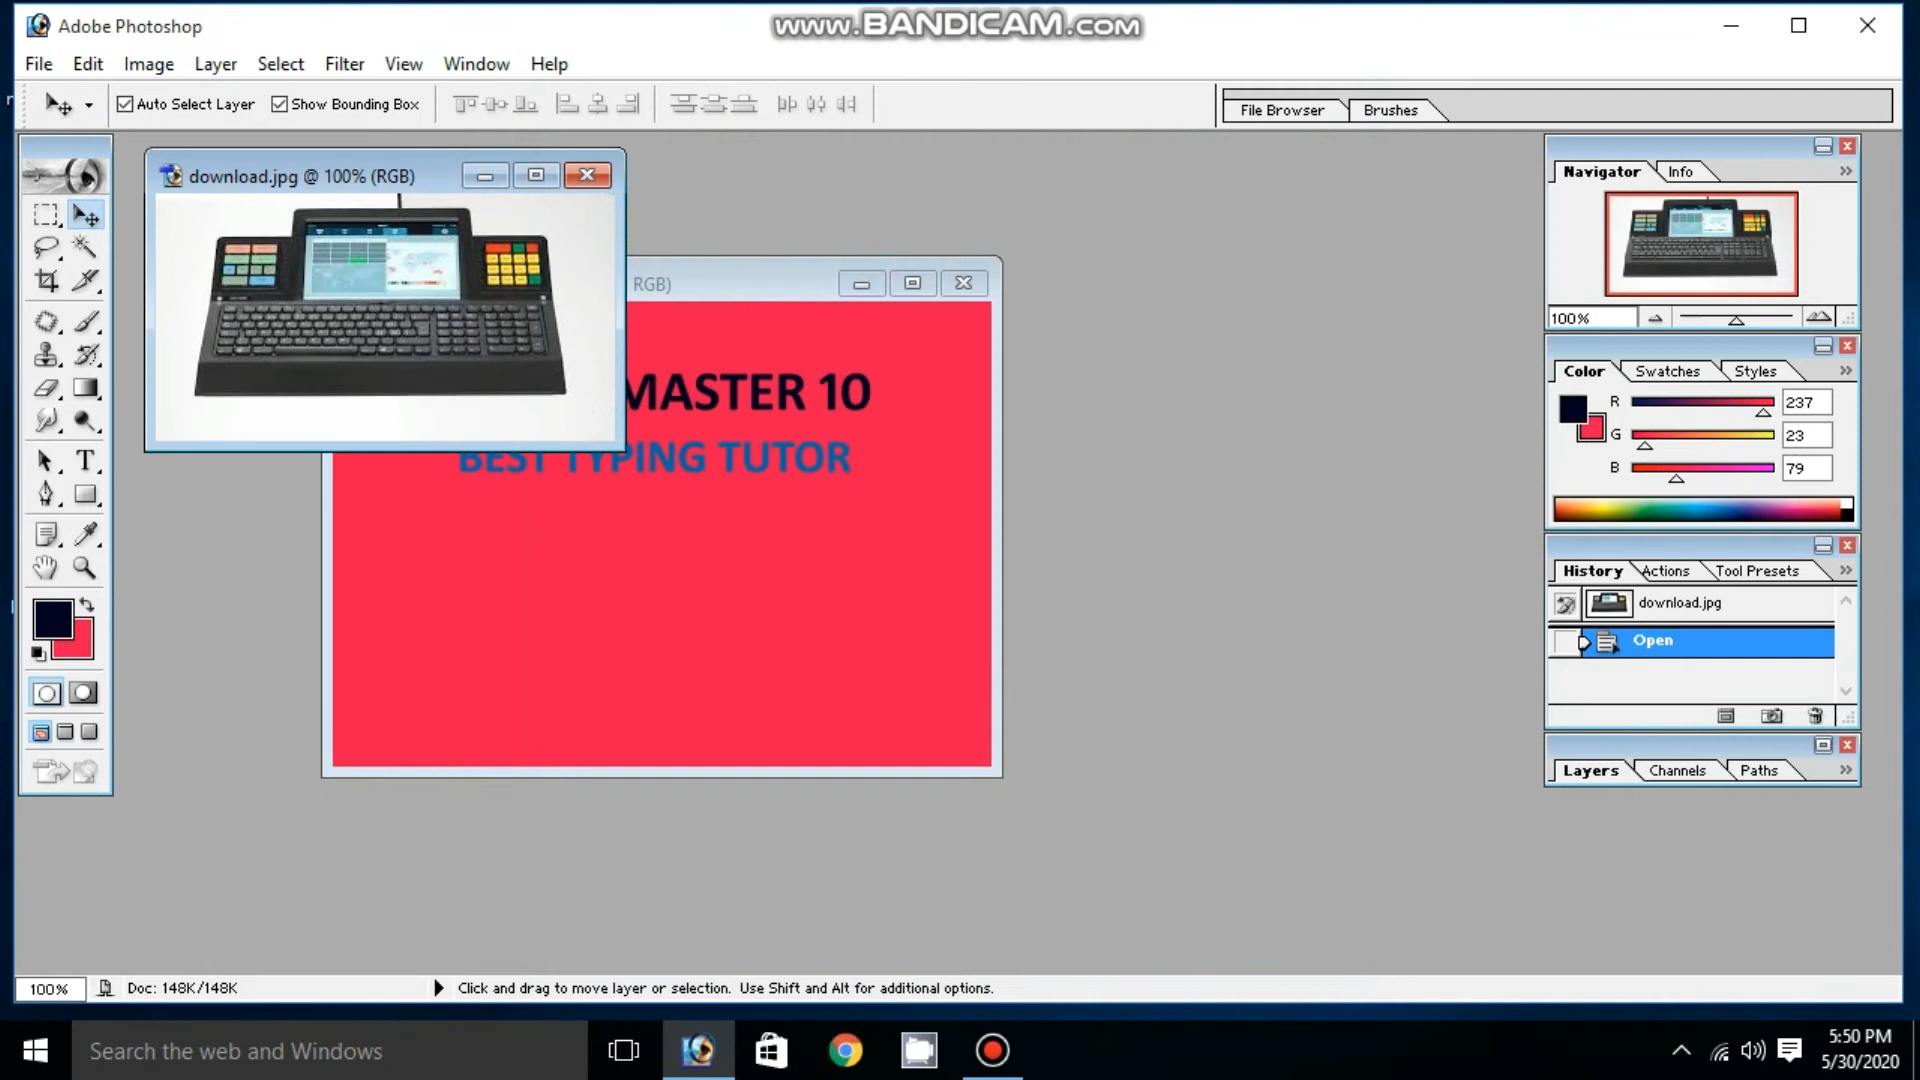 Adobe Photoshop
www.BANDICAM.com
File Edit Image Layer Select Filter View Window Help
Auto Select Layer Show Bounding Box
File Browser Brushes
download.jpg @ 100% (RGB)
RGB)
MASTER 10
BEST TYPING TUTOR
Navigator Info
100%
Color Swatches Styles
R 237
G 23
B 79
History Actions Tool Presets
download.jpg
Open
Layers Channels Paths
100% Doc: 148K/148K Click and drag to move layer or selection. Use Shift and Alt for additional options.
Search the web and Windows
5:50 PM
5/30/2020